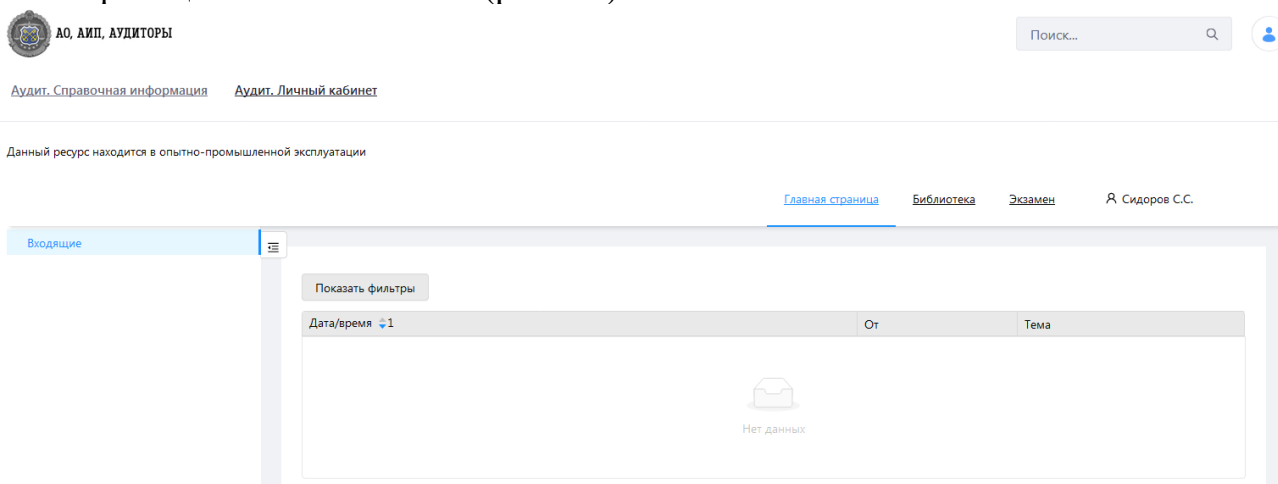 АО, АИП, АУДИТОРЫ
Поиск...
Аудит. Справочная информация Аудит. Личный кабинет
Данный ресурс находится в опытно-промышленной эксплуатации
Главная страница Библиотека Экзамен Сидоров С.С.
Входящие
Показать фильтры
Дата/время 1 От Тема
Нет данных